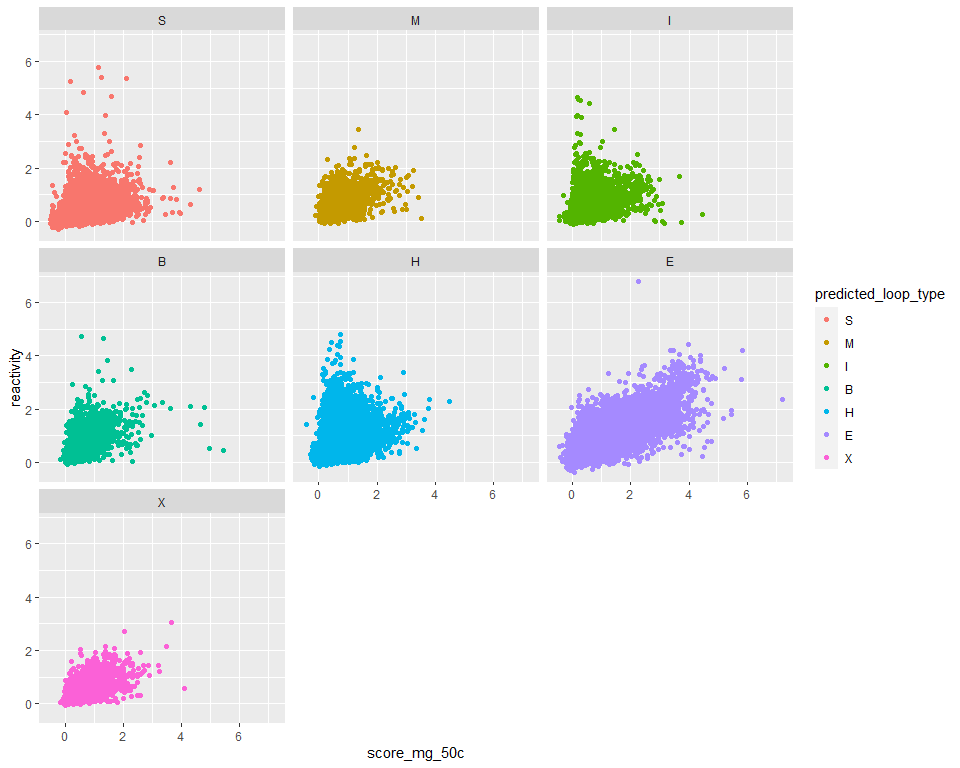 S M I
6
4
2
0
B H E
6
4
2
0
0 2 4 6 0 2 4 6
X
6
4
2
0
0 2 4 6
reactivity
score_mg_50c
predicted_loop_type
S
M
I
B
H
E
X